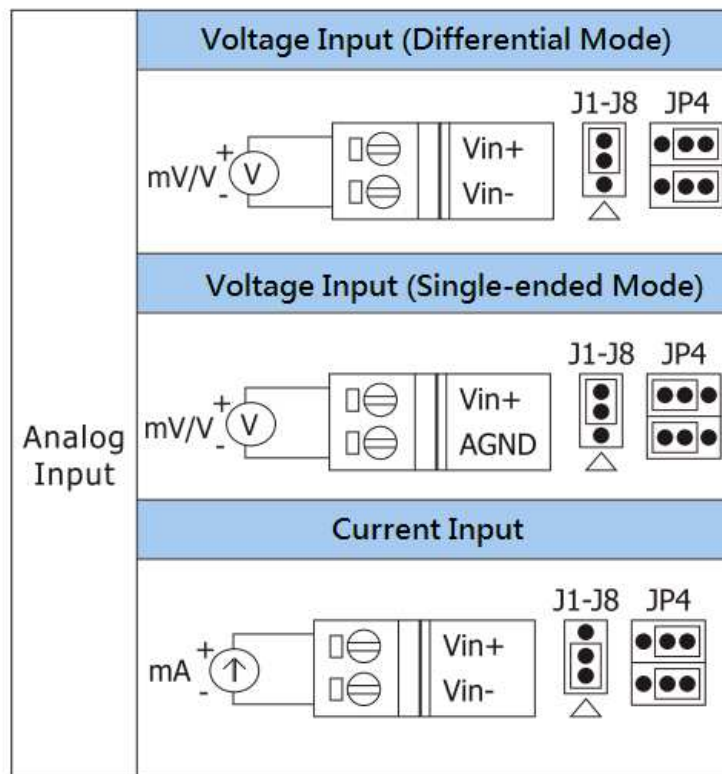 Analog
Input
Voltage Input (Differential Mode)
J1-J8 JP4
mV/V + - V
Vin+
Vin-
Voltage Input (Single-ended Mode)
J1-J8 JP4
mV/V + - V
Vin+
AGND
Current Input
J1-J8 JP4
mA + -
Vin+
Vin-